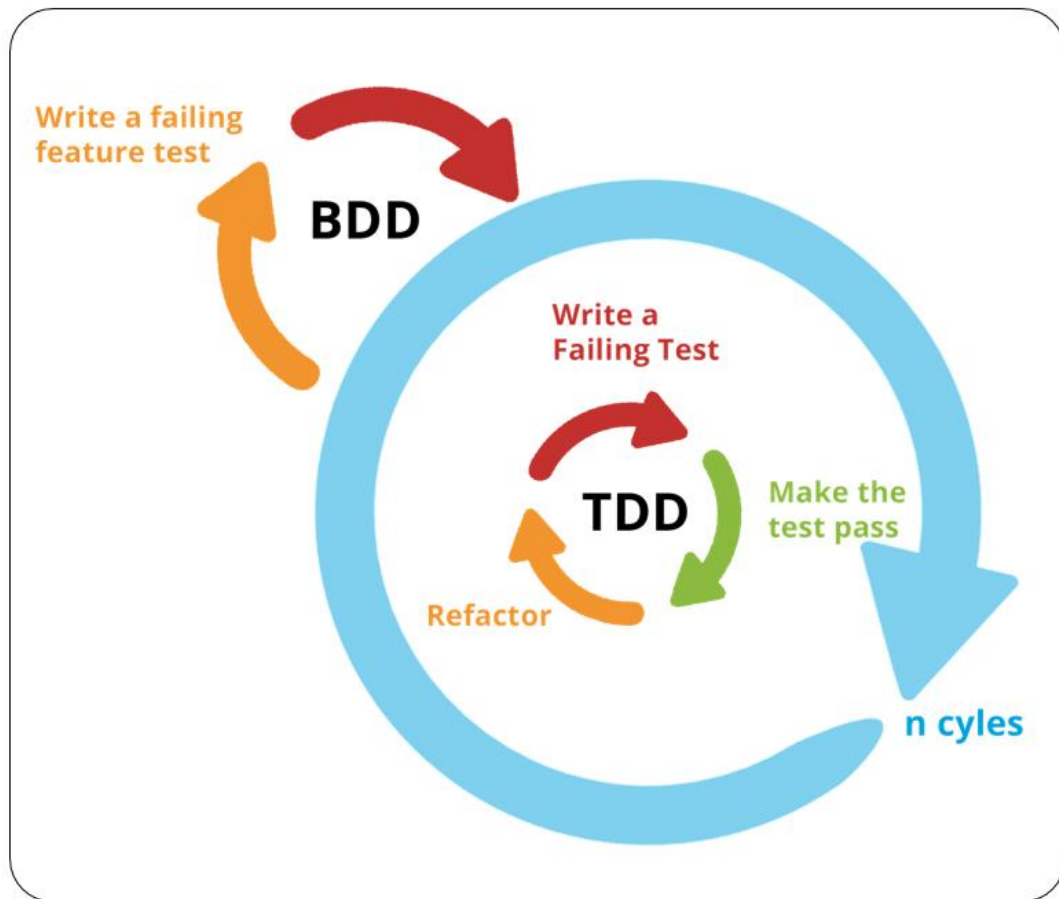 Write a failing
feature test
BDD
Write a
Failing Test
TDD
Make the
test pass
Refactor
n cyles